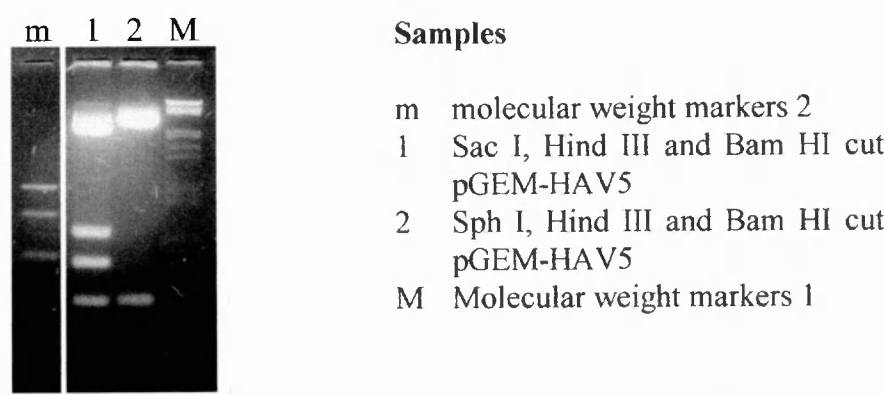 m 1 2 M
Samples
m molecular weight markers 2
1 Sac I, Hind III and Bam HI cut
pGEM-HAV5
2 Sph I, Hind III and Bam HI cut
pGEM-HAV5
M Molecular weight markers 1